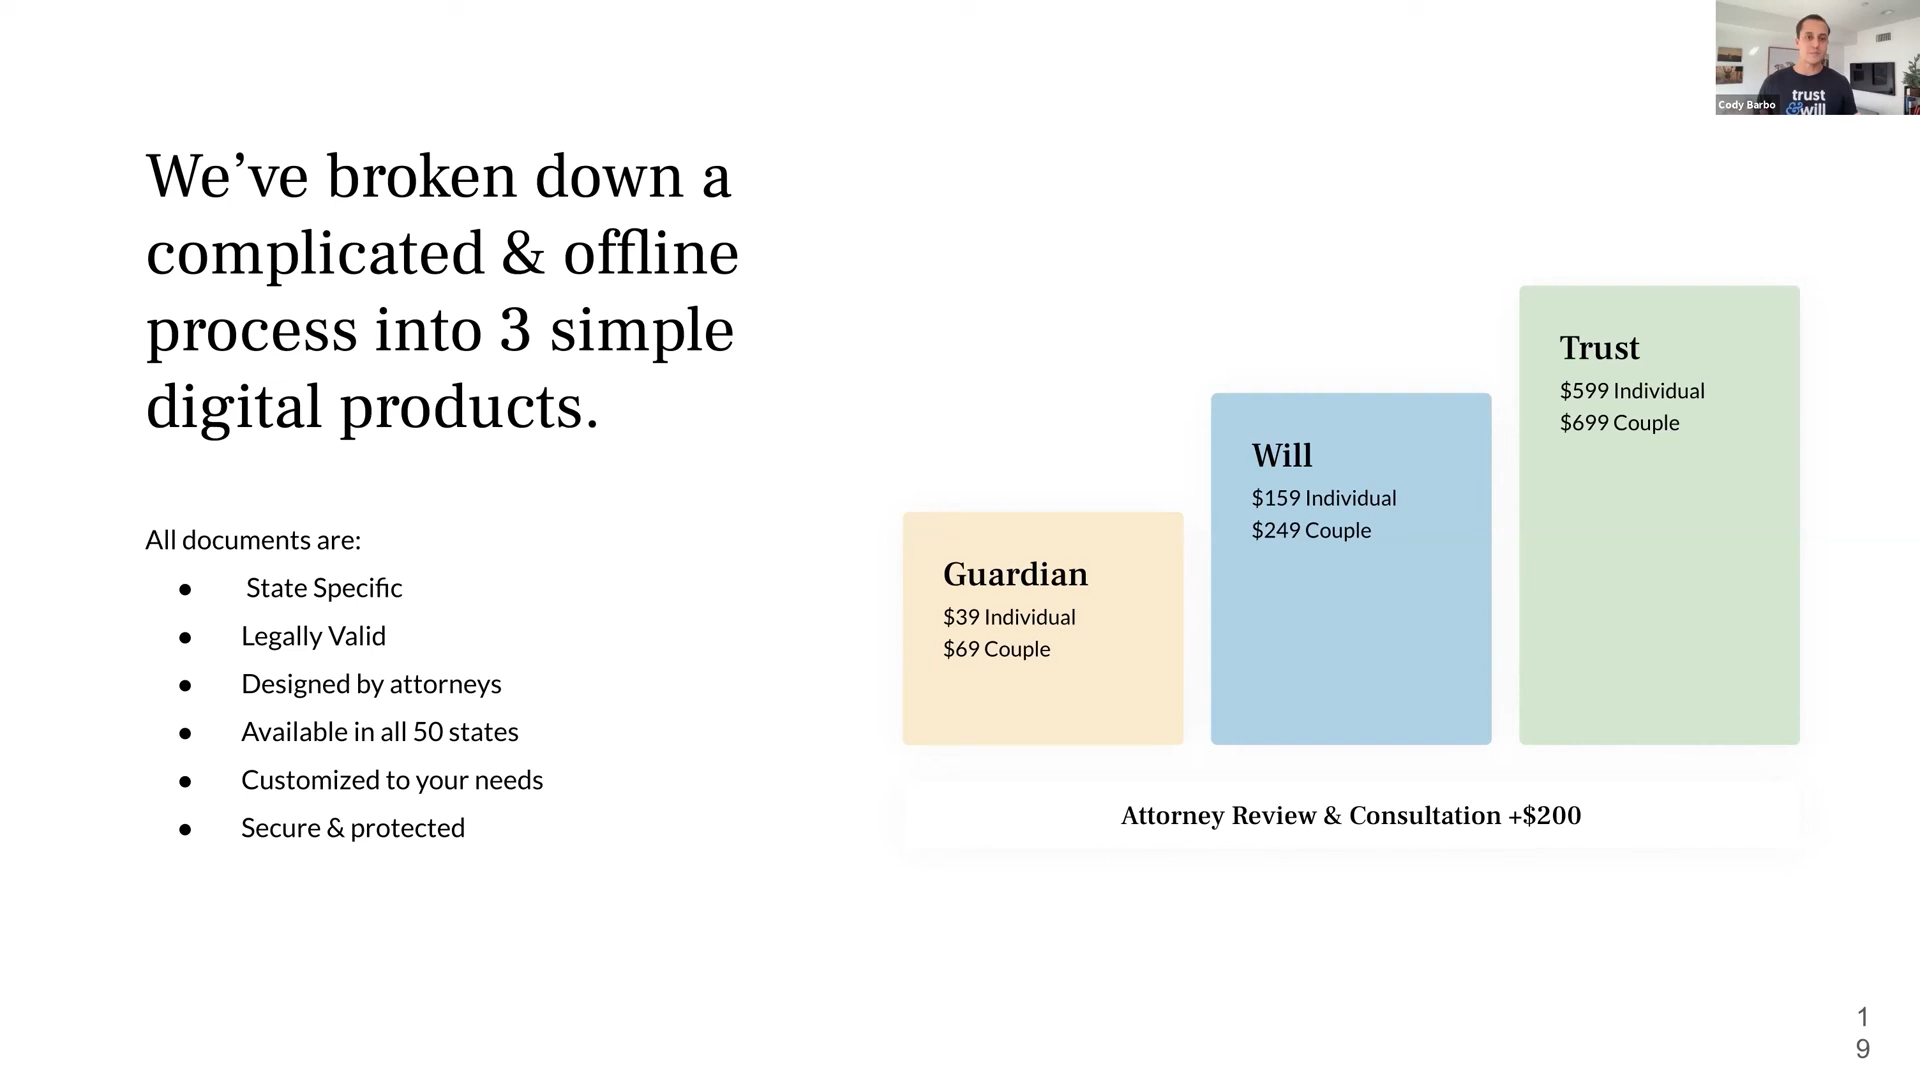 We’ve broken down a
complicated & offline
process into 3 simple
digital products.
All documents are:
● State Specific
● Legally Valid
● Designed by attorneys
● Available in all 50 states
● Customized to your needs
● Secure & protected
Guardian
$39 Individual
$69 Couple
Will
$159 Individual
$249 Couple
Trust
$599 Individual
$699 Couple
Attorney Review & Consultation +$200
trust
&will
Cody Barbo
1
9